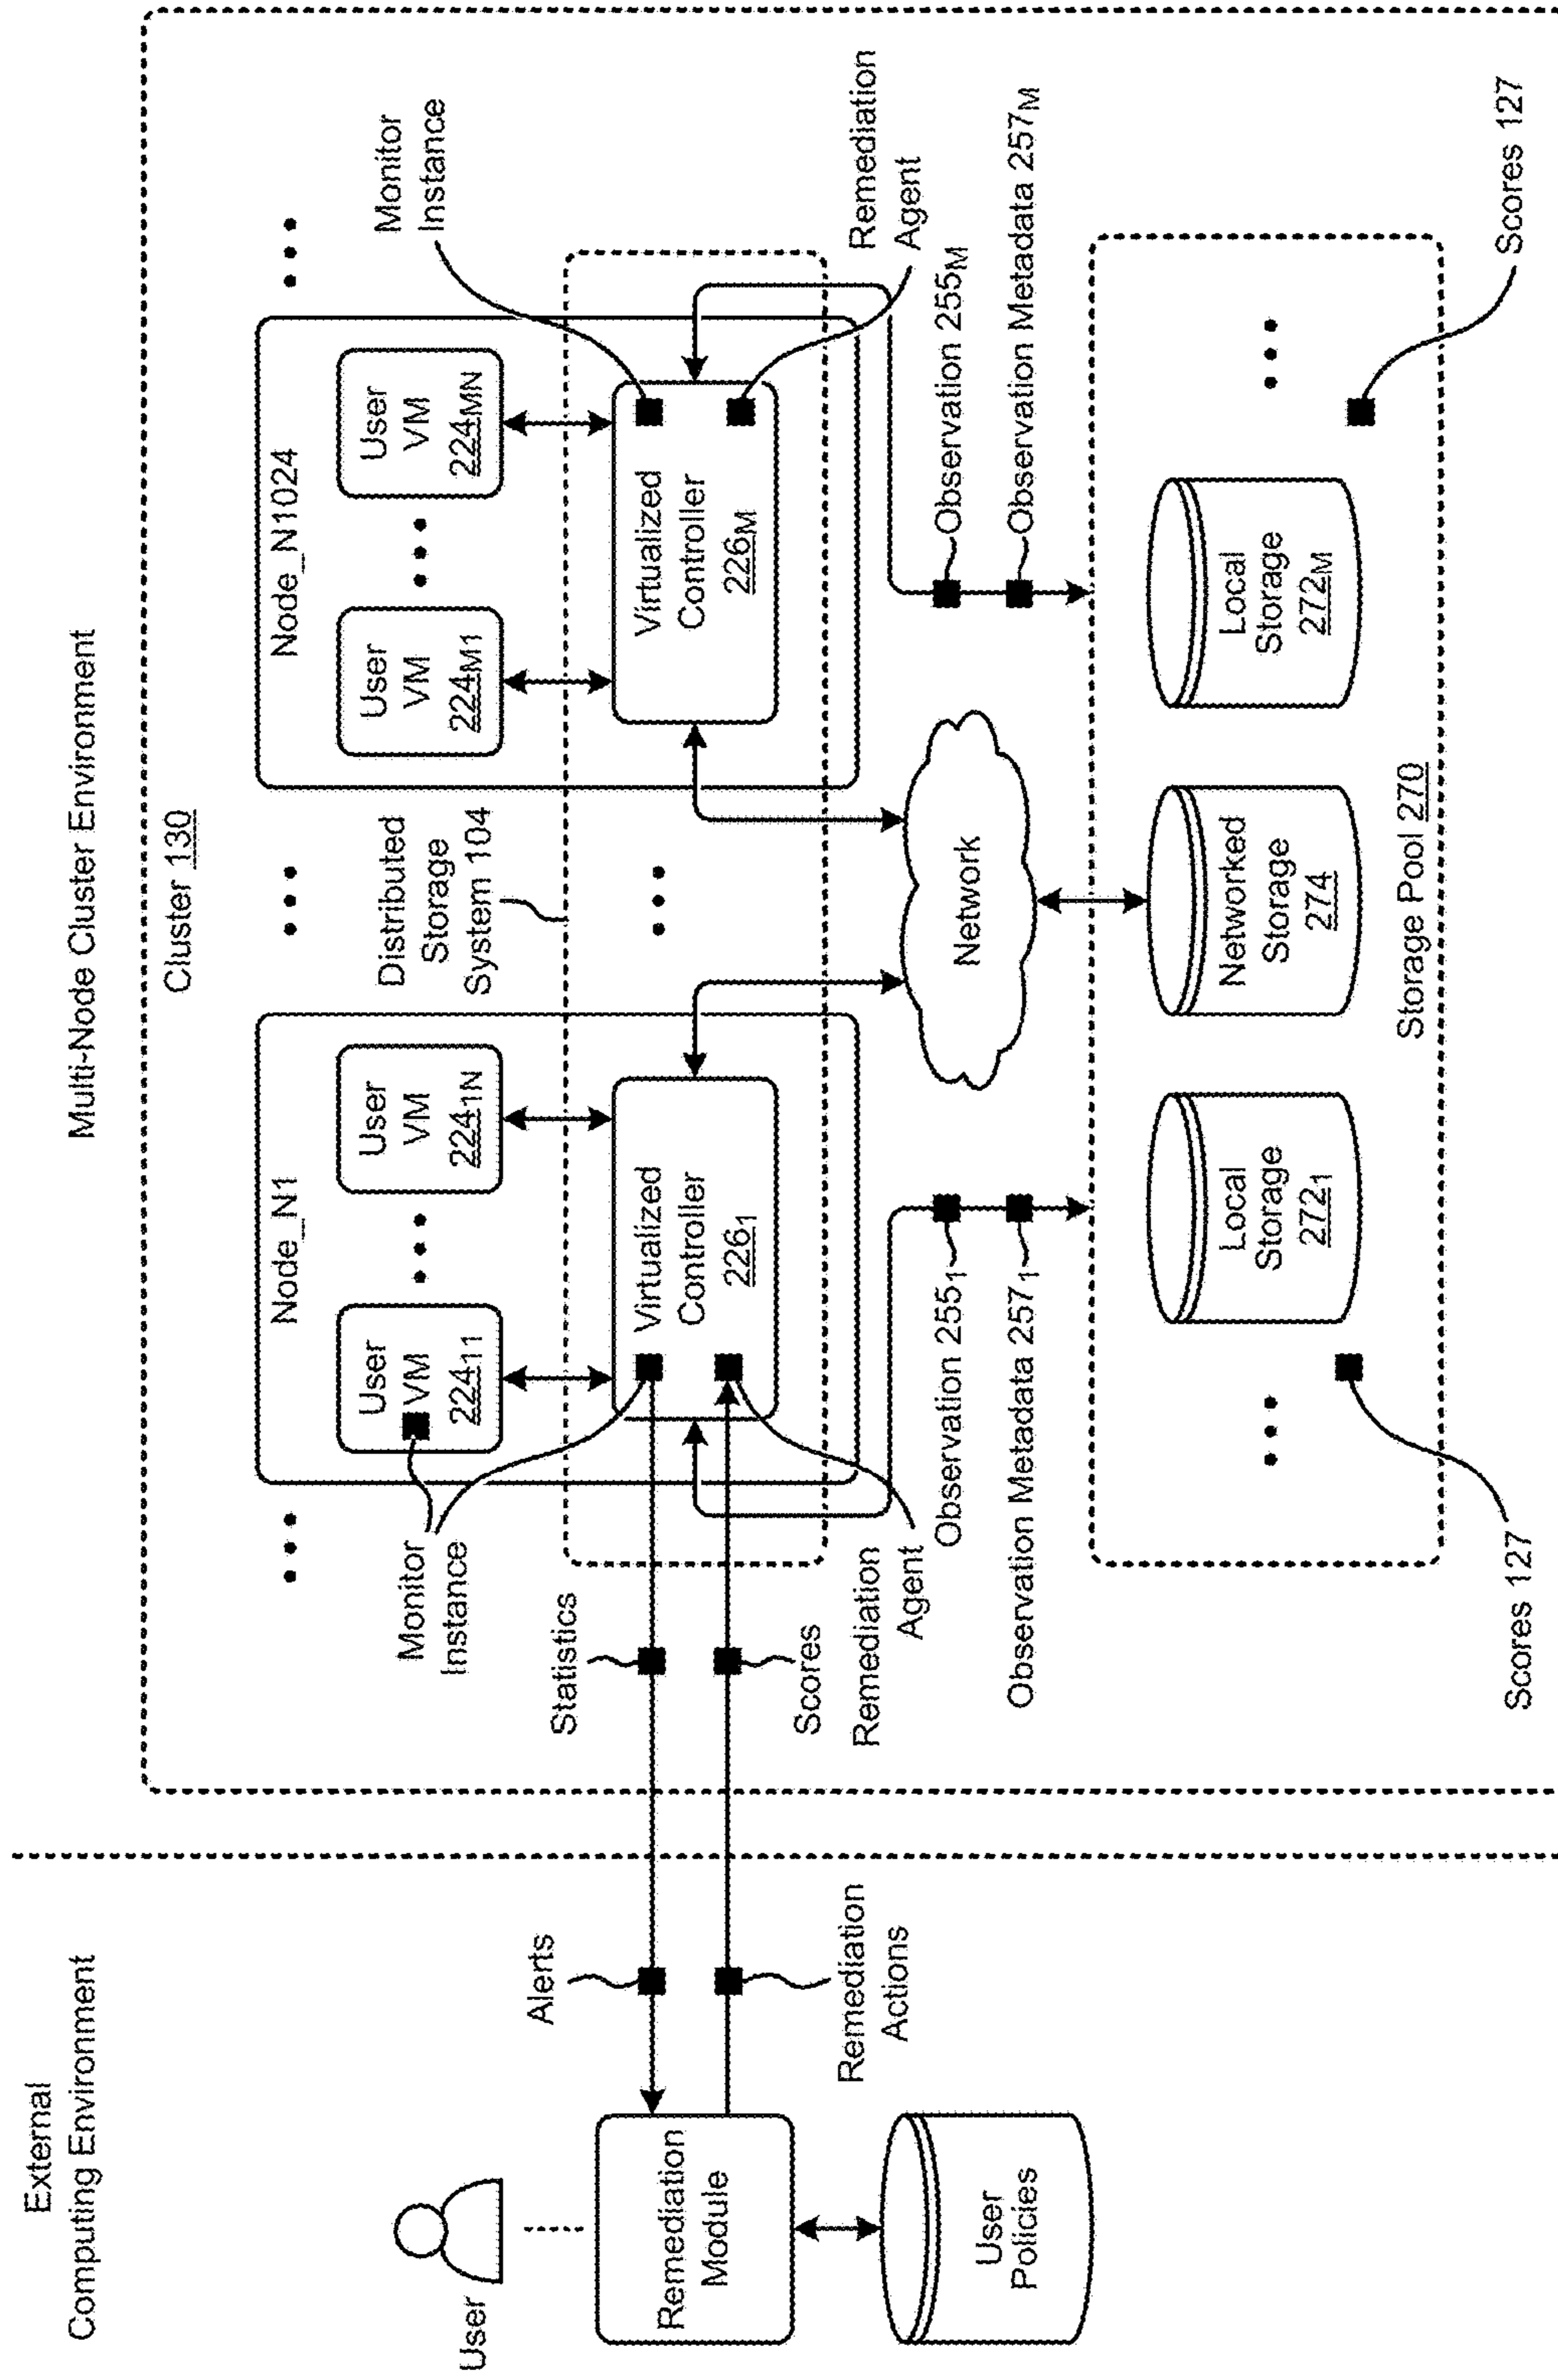 External
Computing Environment
Multi-Node Cluster Environment
Cluster 130
Node_N1
Node_N1024
User
VM
224₁₁
User
VM
224₁N
User
VM
224M₁
User
VM
224MN
Monitor
Instance
Monitor
Instance
Distributed
Storage
System 104
User
Alerts
Statistics
Virtualized
Controller
226₁
Virtualized
Controller
226M
Remediation
Module
Remediation
Actions
Scores
Remediation
Agent
Remediation
Agent
User
Policies
Observation 255₁
Observation Metadata 257₁
Network
Observation 255M
Observation Metadata 257M
Local
Storage
272₁
Networked
Storage
274
Local
Storage
272M
Storage Pool 270
Scores 127
Scores 127